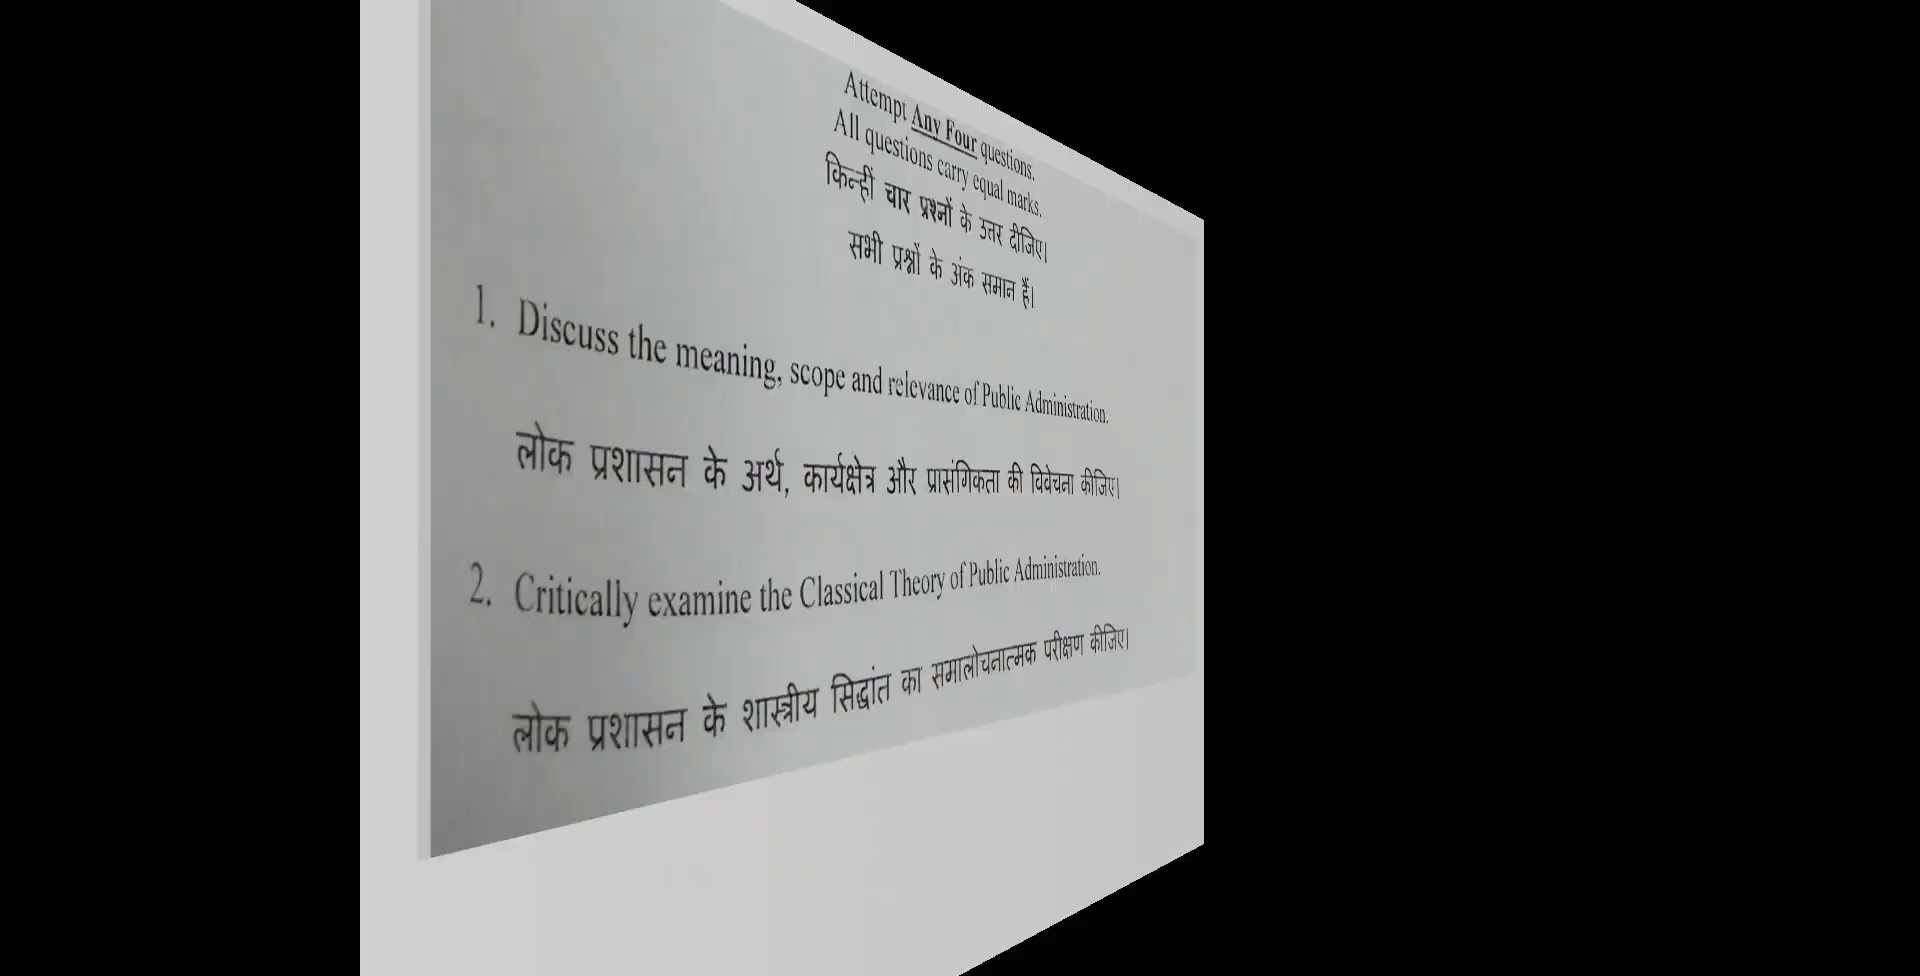 Attempt Any Four questions.
All questions carry equal marks.
किन्हीं चार प्रश्नों के उत्तर दीजिए।
सभी प्रश्नों के अंक समान हैं।
1. Discuss the meaning, scope and relevance of Public Administration.
लोक प्रशासन के अर्थ, कार्यक्षेत्र और प्रासंगिकता की विवेचना कीजिए।
2. Critically examine the Classical Theory of Public Administration.
लोक प्रशासन के शास्त्रीय सिद्धांत का समालोचनात्मक परीक्षण कीजिए।